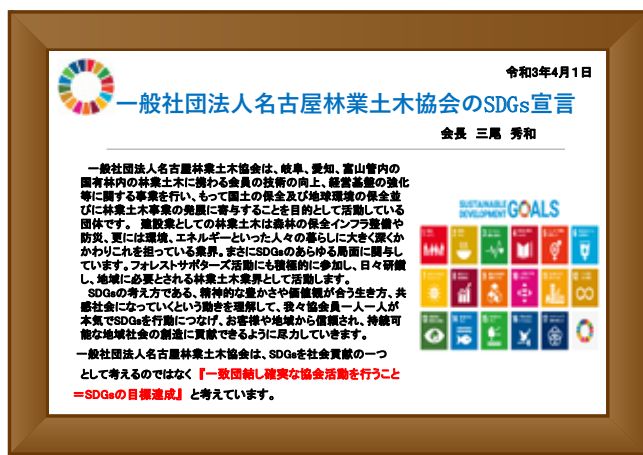 令和3年4月1日
一般社団法人名古屋林業土木協会のSDGs宣言
会長 三尾 秀和
一般社団法人名古屋林業土木協会は、岐阜、愛知、富山管内の
国有林内の林業土木に携わる会員の技術の向上、経営基盤の強化
等に関する事業を行い、もって国土の保全及び地球環境の保全並
びに林業土木事業の発展に寄与することを目的として活動している
団体です。 建設業としての林業土木は森林の保全インフラ整備や
防災、更には環境、エネルギーといった人々の暮らしに大きく深くか
かわりこれを担っている業界。まさにSDGsのあらゆる局面に関与し
ています。フォレストサポターズ活動にも積極的に参加し、日々研鑽
し、地域に必要とされる林業土木業界として活動します。
SDGsの考え方である、精神的な豊かさや価値観が合う生き方、共
感社会になっていくという動きを理解して、我々協会員一人一人が
本気でSDGsを行動につなげ、お客様や地域から信頼され、持続可
能な地域社会の創造に貢献できるように尽力していきます。
一般社団法人名古屋林業土木協会は、SDGsを社会貢献の一つ
として考えるのではなく『一致団結し確実な協会活動を行うこと
＝SDGsの目標達成』と考えています。
SUSTAINABLE
DEVELOPMENT GOALS